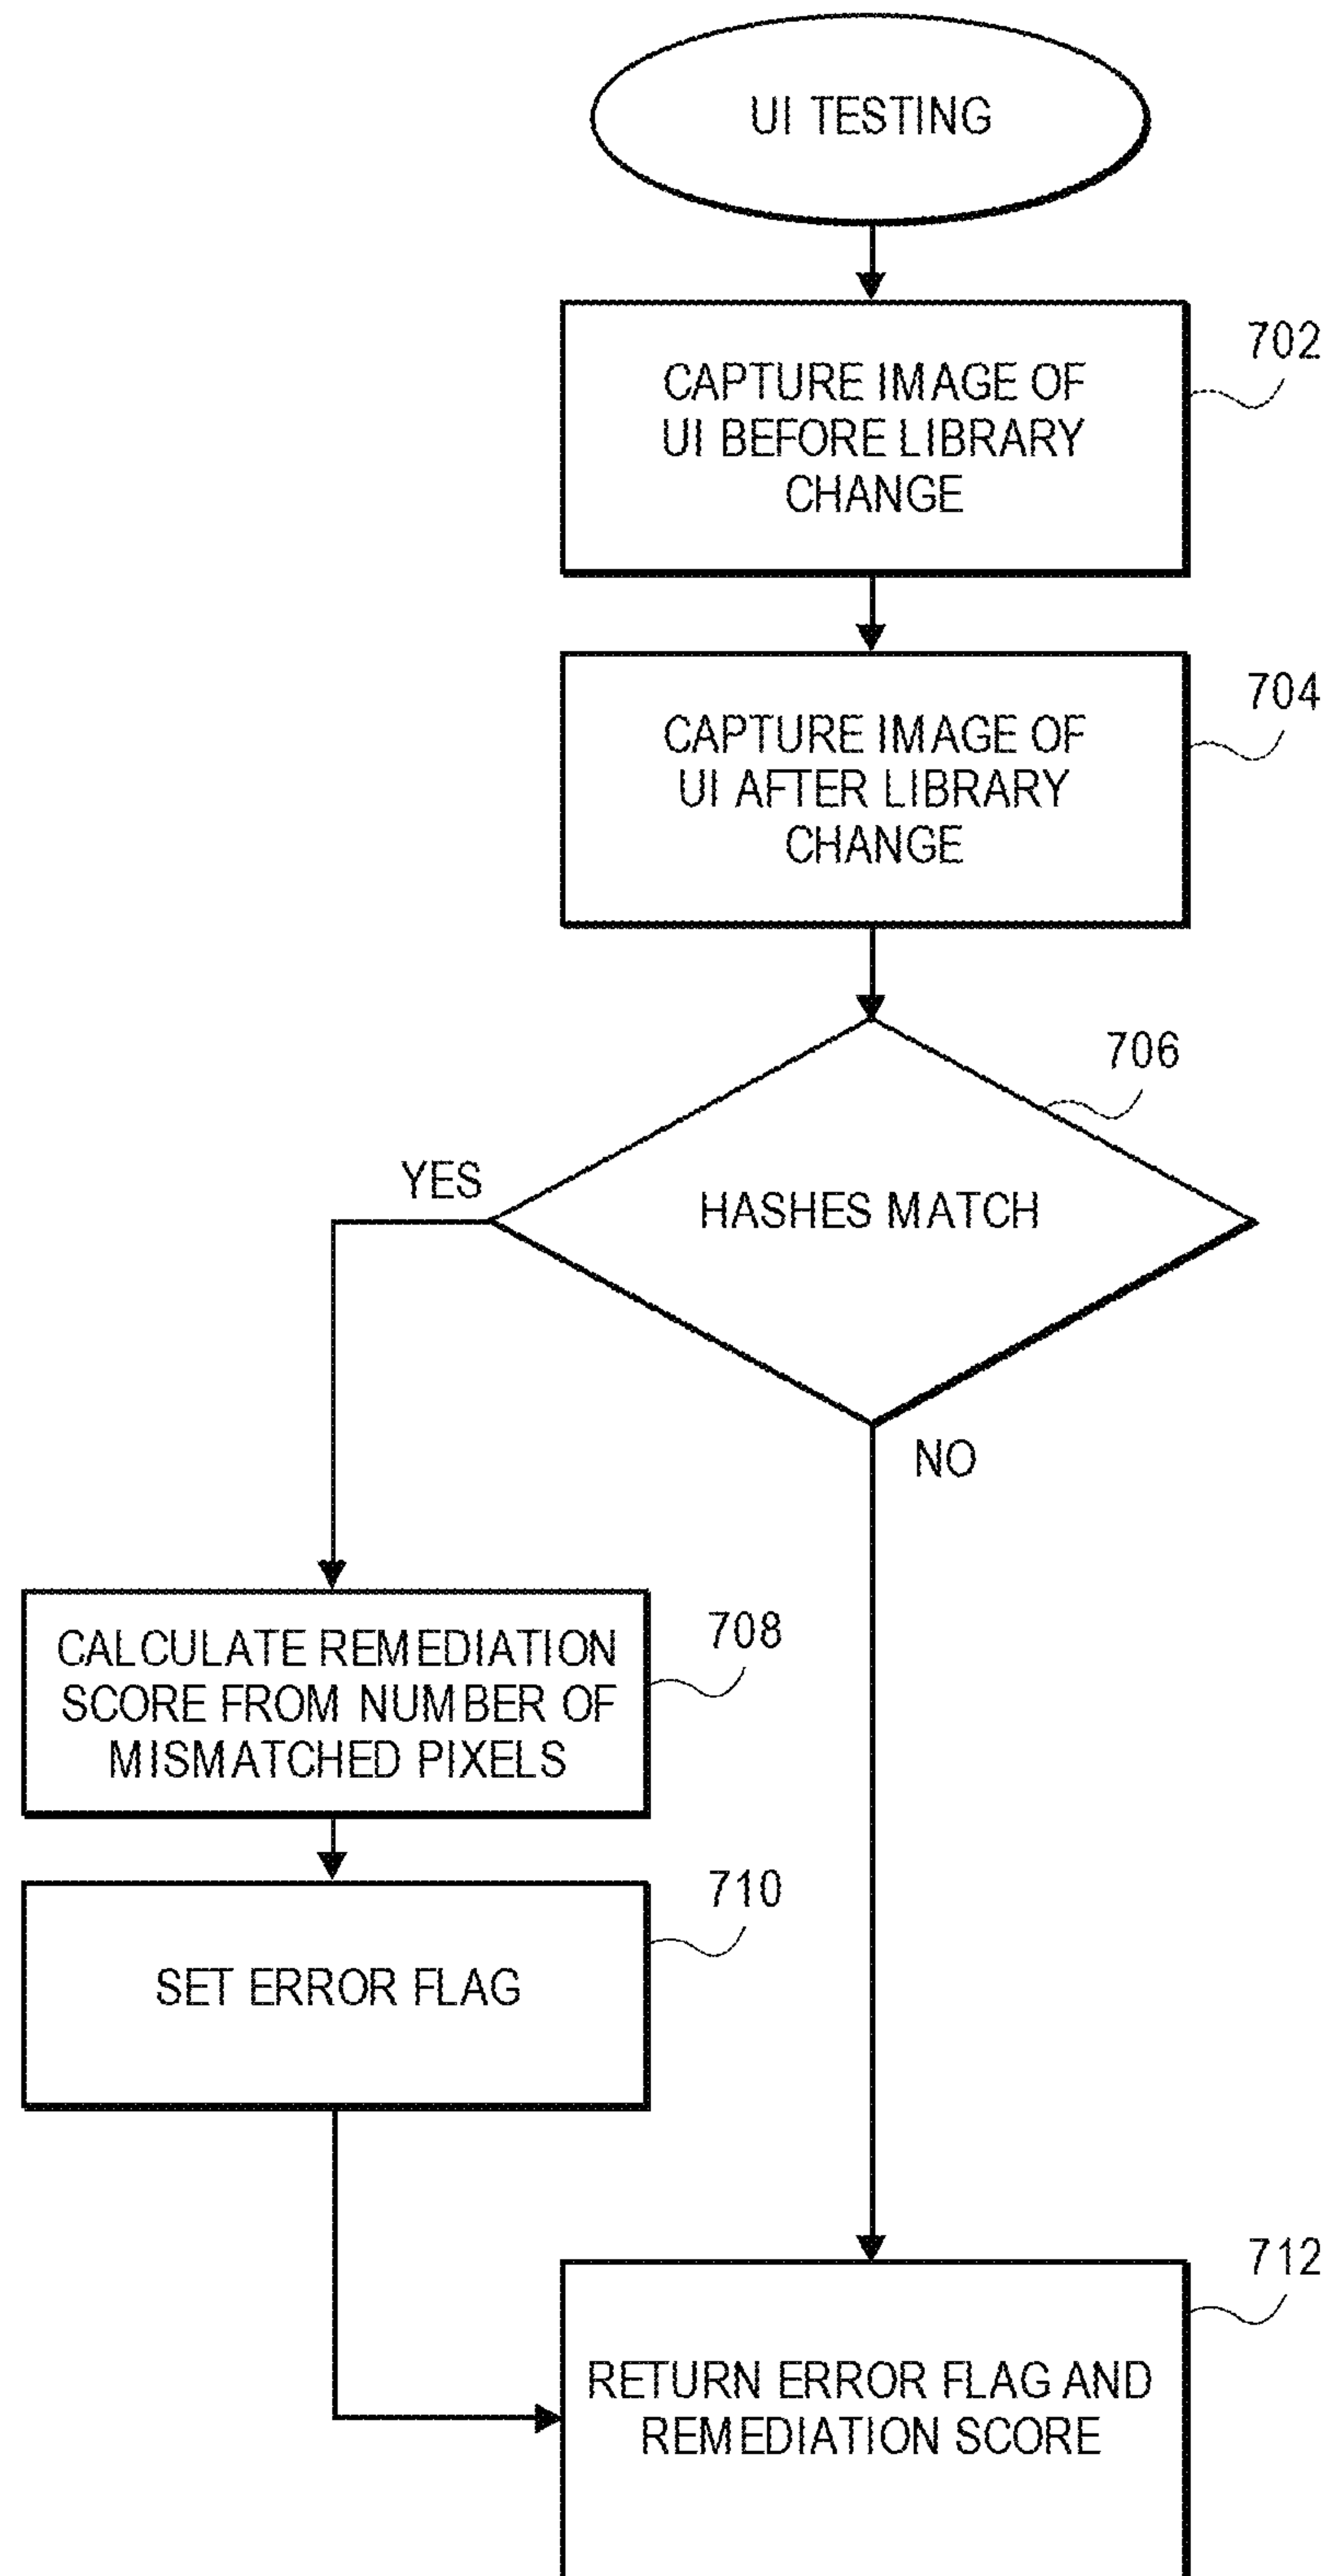 UI TESTING
702
CAPTURE IMAGE OF
UI BEFORE LIBRARY
CHANGE
704
CAPTURE IMAGE OF
UI AFTER LIBRARY
CHANGE
706
YES
HASHES MATCH
NO
708
CALCULATE REMEDIATION
SCORE FROM NUMBER OF
MISMATCHED PIXELS
710
SET ERROR FLAG
712
RETURN ERROR FLAG AND
REMEDIATION SCORE